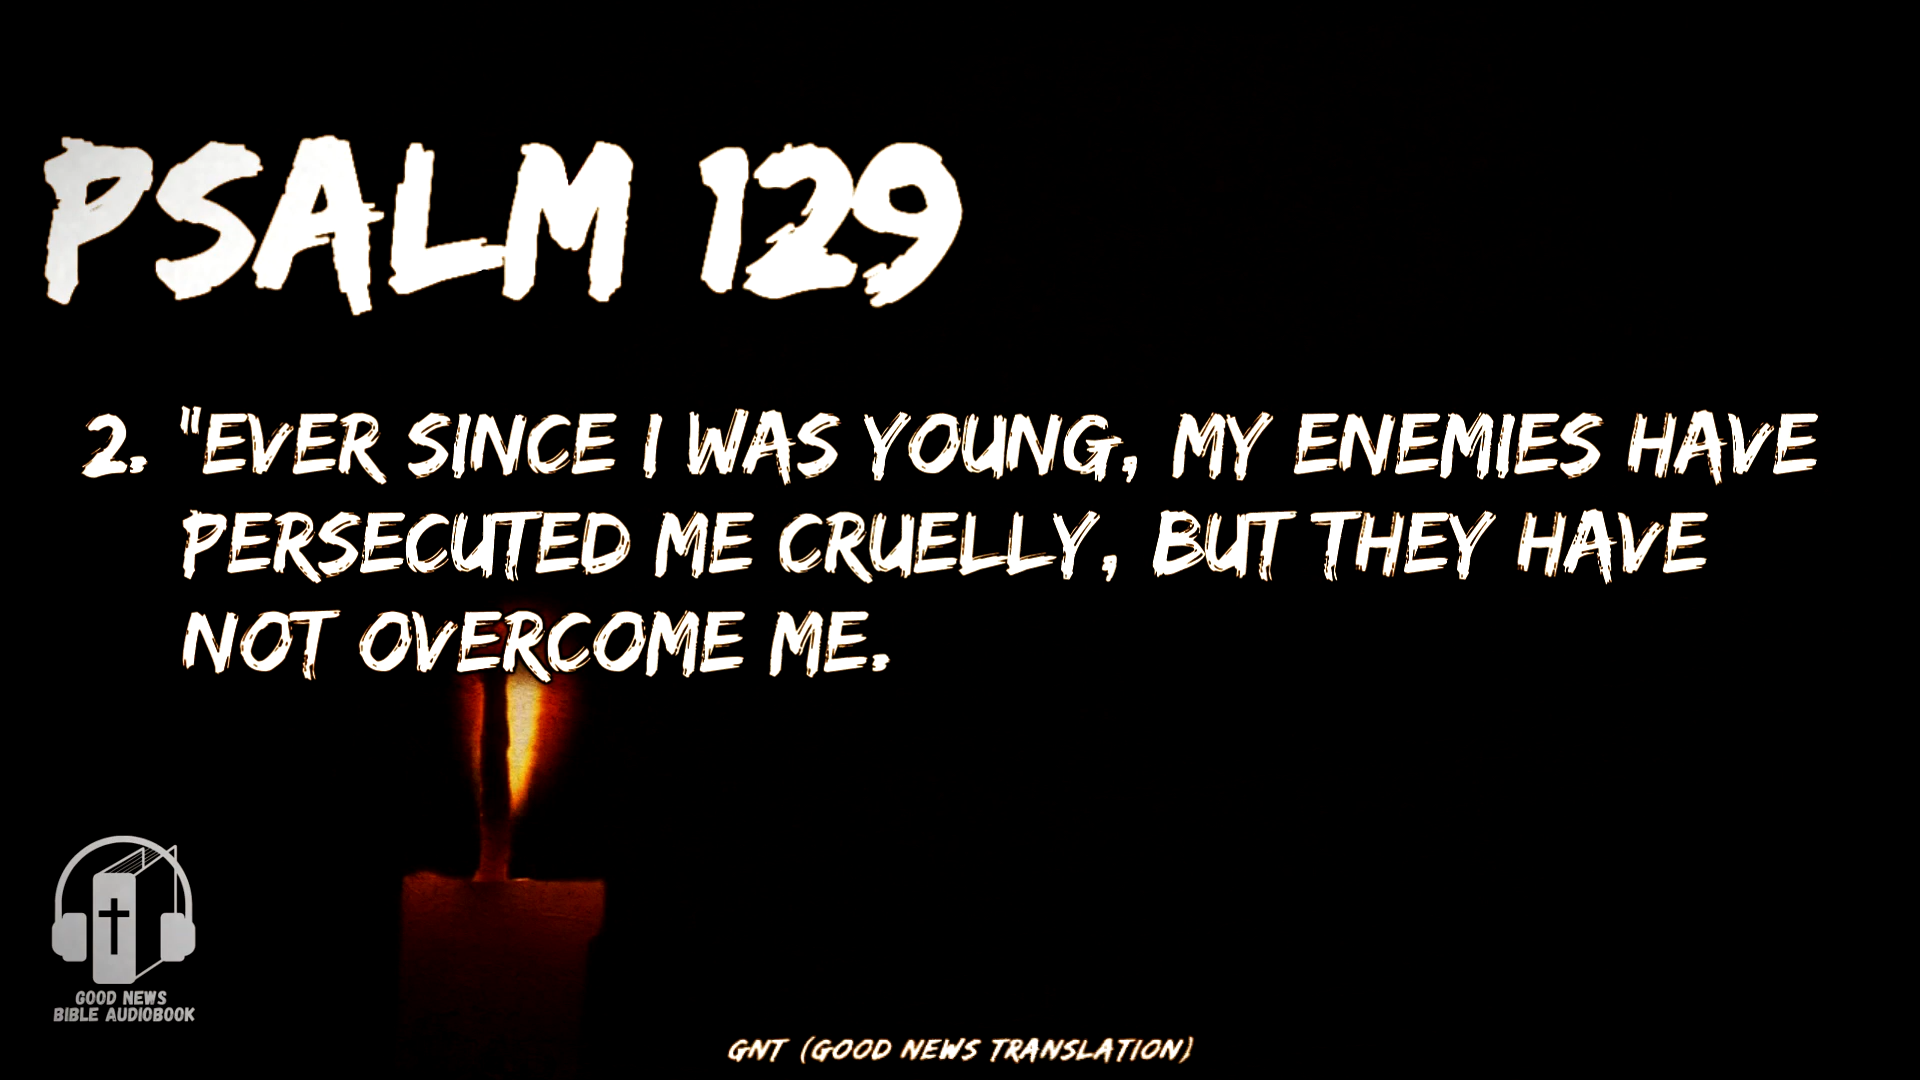 PSALM 129
2. "EVER SINCE I WAS YOUNG, MY ENEMIES HAVE
PERSECUTED ME CRUELLY, BUT THEY HAVE
NOT OVERCOME ME.
GOOD NEWS
BIBLE AUDIOBOOK
GNT (GOOD NEWS TRANSLATION)